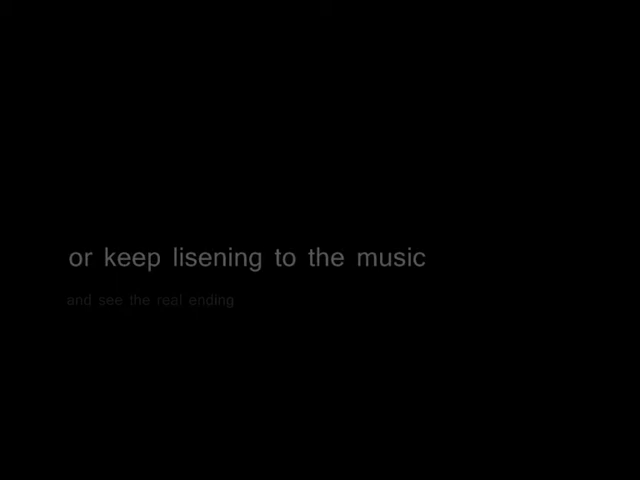 or keep lisening to the music
and see the real ending